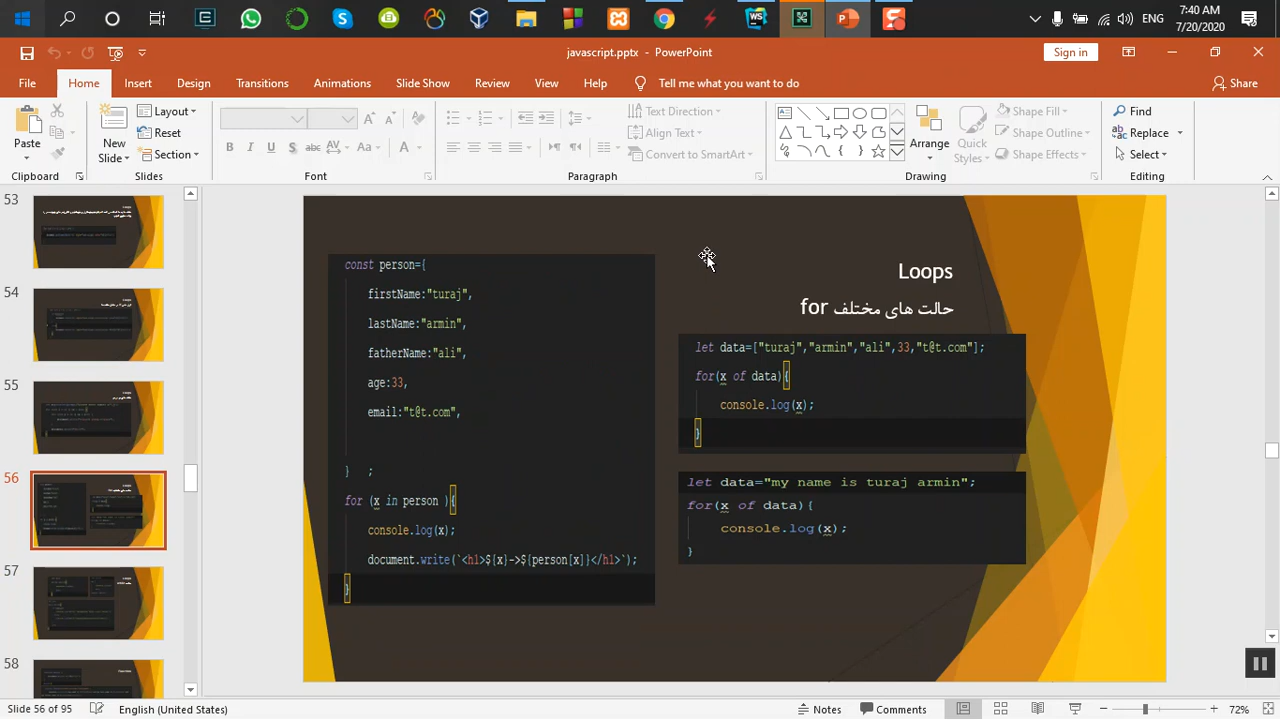 ENG
7:40 AM
7/20/2020
javascript.pptx - PowerPoint
Sign in
File
Home
Insert
Design
Transitions
Animations
Slide Show
Review
View
Help
Tell me what you want to do
Share
Paste
New
Slide
Layout
Reset
Section
B
I
U
S
abc
AV
Aa
A
Text Direction
Align Text
Convert to SmartArt
Arrange
Quick
Styles
Shape Fill
Shape Outline
Shape Effects
Find
Replace
Select
Clipboard
Slides
Font
Paragraph
Drawing
Editing
53
54
55
56
57
58
Loops
حالت های مختلف for
const person={
firstName:"turaj",
lastName:"armin",
fatherName:"ali",
age:33,
email:"t@t.com",
} ;
for (x in person ){
console.log(x);
document.write(`<h1>${x}->${person[x]}</h1>`);
}
let data=["turaj","armin","ali",33,"t@t.com"];
for(x of data){
console.log(x);
}
let data="my name is turaj armin";
for(x of data){
console.log(x);
}
Slide 56 of 95
English (United States)
Notes
Comments
72%